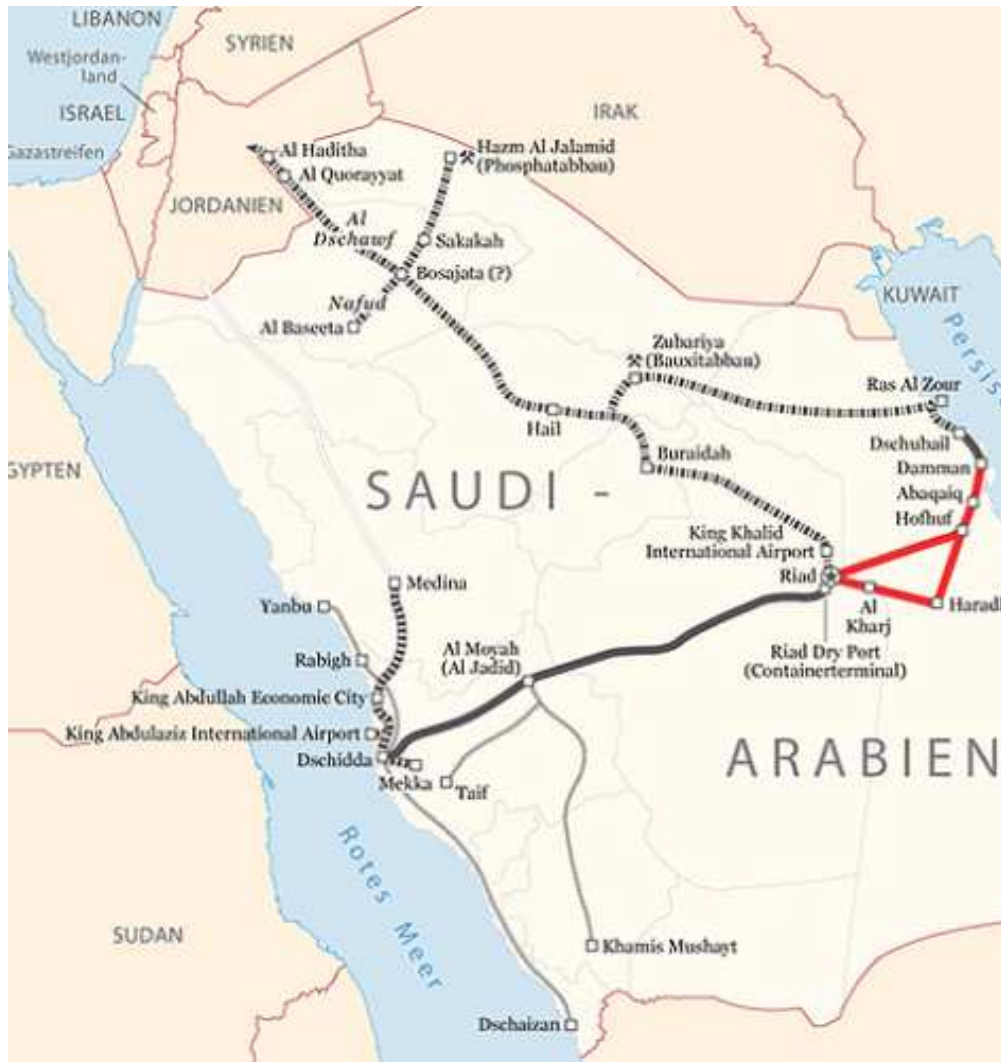 LIBANON
SYRIEN
Westjordan-
land
ISRAEL
IRAK
Gazastreifen
Al Haditha
Hazm Al Jalamid
(Phosphatabbau)
Al Quorayyat
JORDANIEN
Al
Dschawf
Sakakah
Bosajata (?)
KUWAIT
Nafud
Al Baseeta
Persis
Zubariya
(Bauxitabbau)
Ras Al Zour
Hail
Dschubail
Buraidah
Damman
GYPTEN
SAUDI -
Abaqaiq
Hofhuf
King Khalid
International Airport
Riad
Medina
Yanbu
Haradh
Al
Kharj
Al Moyah
(Al Jadid)
Riad Dry Port
(Containerterminal)
Rabigh
King Abdullah Economic City
King Abdulaziz International Airport
Dschidda
ARABIEN
Mekka
Taif
Rotes Meer
SUDAN
Khamis Mushayt
Dschaizan